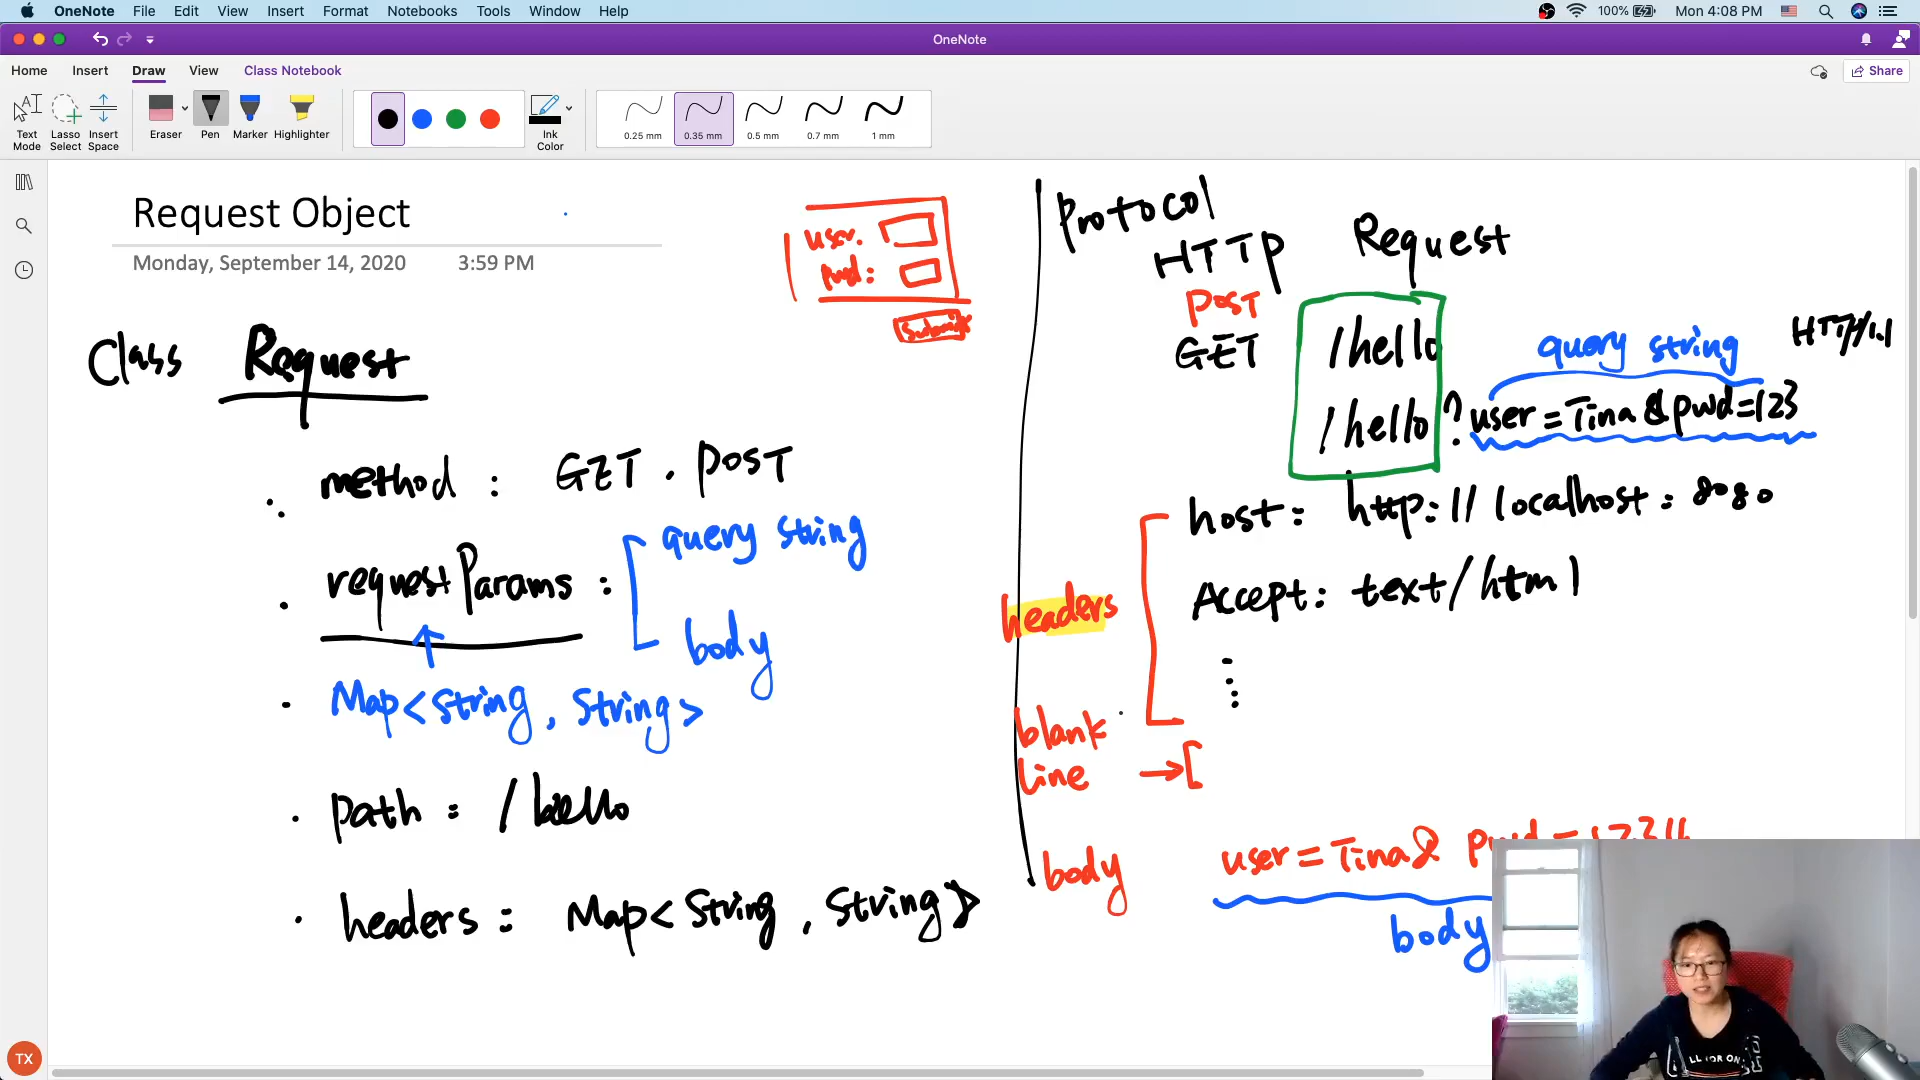 OneNote File Edit View Insert Format Notebooks Tools Window Help
100% Mon 4:08 PM
OneNote
Home Insert Draw View Class Notebook
Share
Text Mode
Lasso Select
Insert Space
Eraser
Pen
Marker
Highlighter
Ink Color
0.25 mm
0.35 mm
0.5 mm
0.7 mm
1 mm
Request Object
Monday, September 14, 2020 3:59 PM
user:
pwd:
Submit
Class Request
method : GET . POST
requestParams :
query string
body
Map<String, String>
path : /hello
headers : Map<String, String>
Protocol
HTTP Request
POST
GET /hello
HTTP/1.1
query string
/hello ? user=Tina&pwd=123
host: http://localhost:8080
headers
Accept: text/html
blank
line
body
user=Tina&
body
TX